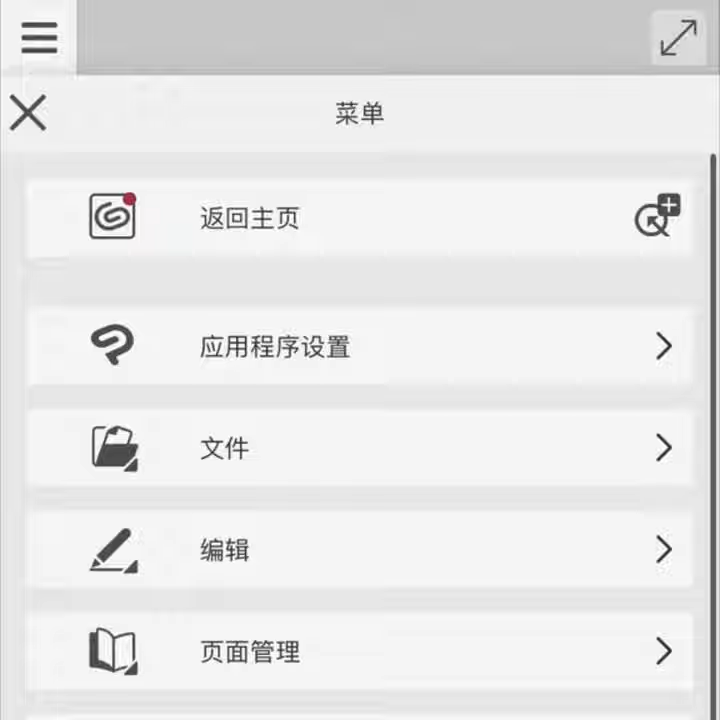 菜单
返回主页
应用程序设置
文件
编辑
页面管理